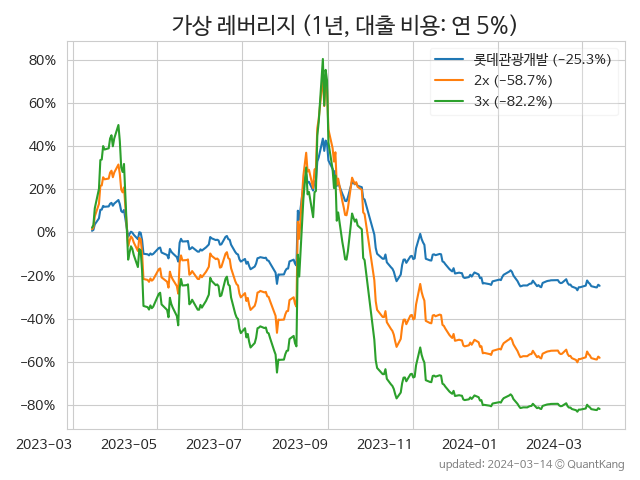 가상 레버리지 (1년, 대출 비용: 연 5%)
롯데관광개발 (-25.3%)
2x (-58.7%)
3x (-82.2%)
80%
60%
40%
20%
0%
-20%
-40%
-60%
-80%
2023-03 2023-05 2023-07 2023-09 2023-11 2024-01 2024-03
updated: 2024-03-14 © QuantKang